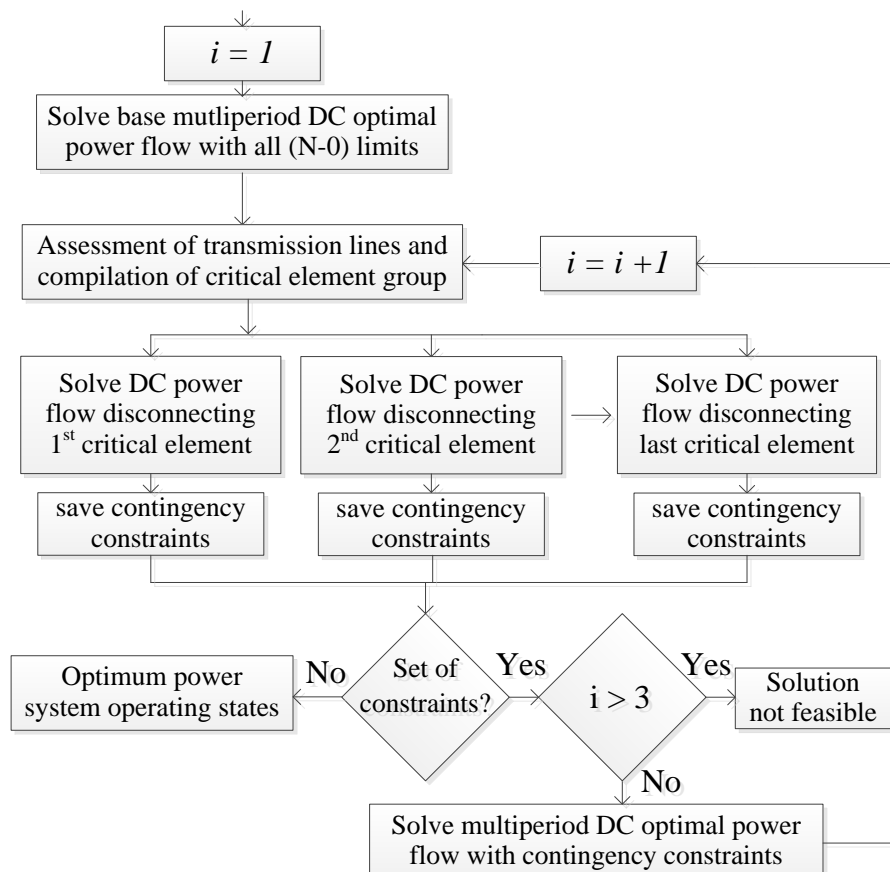 i = 1
Solve base mutliperiod DC optimal
power flow with all (N-0) limits
Assessment of transmission lines and
compilation of critical element group
i = i +1
Solve DC power
flow disconnecting
1st critical element
Solve DC power
flow disconnecting
2nd critical element
Solve DC power
flow disconnecting
last critical element
save contingency
constraints
save contingency
constraints
save contingency
constraints
Optimum power
system operating states
No
Set of
constraints?
Yes
i > 3
Yes
Solution
not feasible
No
Solve multiperiod DC optimal power
flow with contingency constraints